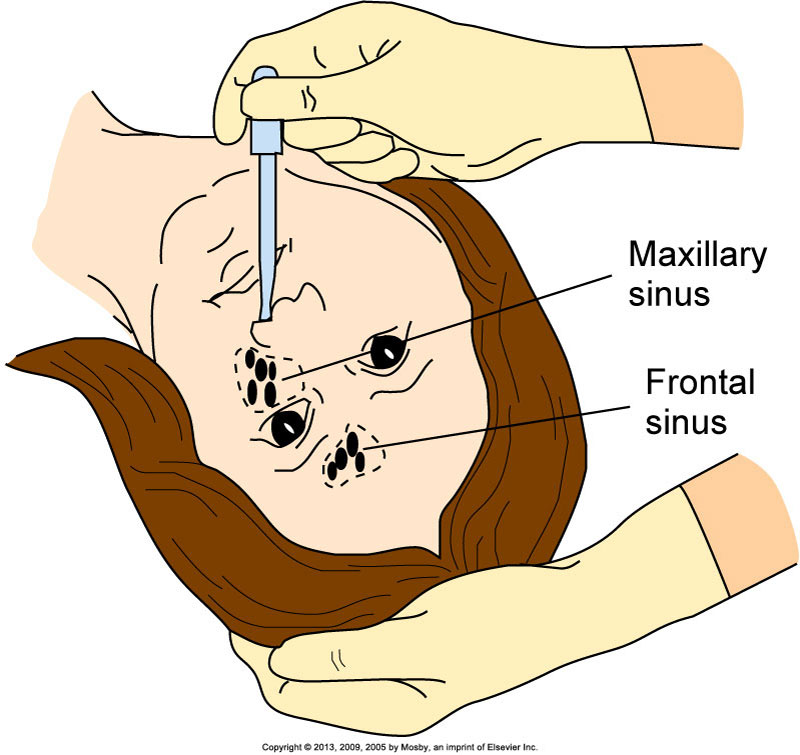 Maxillary
sinus
Frontal
sinus
Copyright © 2013, 2009, 2005 by Mosby, an imprint of Elsevier Inc.